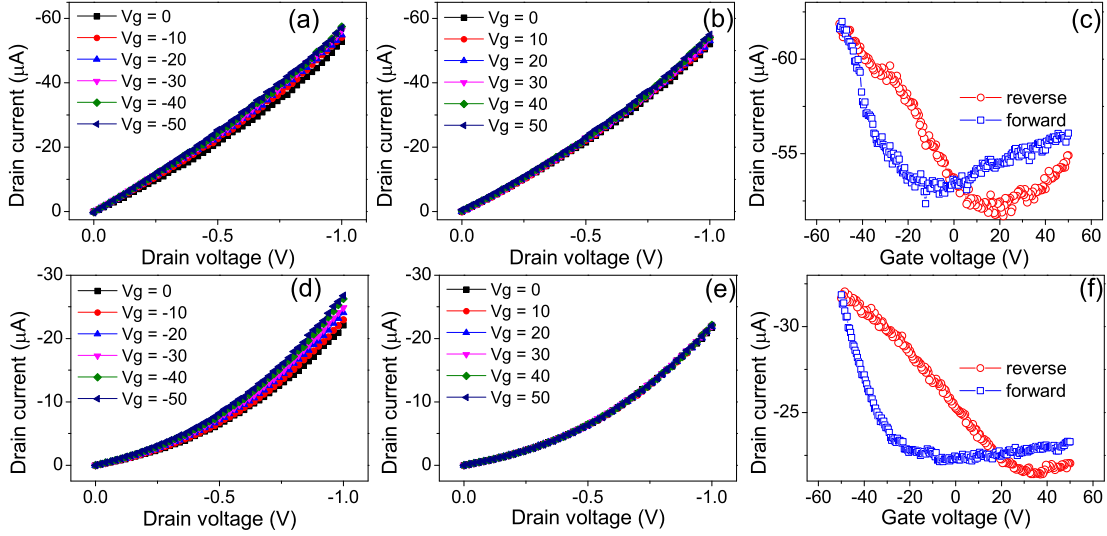 (a)
Vg = 0
Vg = -10
Vg = -20
Vg = -30
Vg = -40
Vg = -50
-60
-40
-20
0
0.0
-0.5
-1.0
Drain current (μA)
Drain voltage (V)
(b)
Vg = 0
Vg = 10
Vg = 20
Vg = 30
Vg = 40
Vg = 50
-60
-40
-20
0
0.0
-0.5
-1.0
Drain current (μA)
Drain voltage (V)
(c)
reverse
forward
-60
-55
-60
-40
-20
0
20
40
60
Drain current (μA)
Gate voltage (V)
(d)
Vg = 0
Vg = -10
Vg = -20
Vg = -30
Vg = -40
Vg = -50
-30
-20
-10
0
0.0
-0.5
-1.0
Drain current (μA)
Drain voltage (V)
(e)
Vg = 0
Vg = 10
Vg = 20
Vg = 30
Vg = 40
Vg = 50
-30
-20
-10
0
0.0
-0.5
-1.0
Drain current (μA)
Drain voltage (V)
(f)
reverse
forward
-30
-25
-60
-40
-20
0
20
40
60
Drain current (μA)
Gate voltage (V)